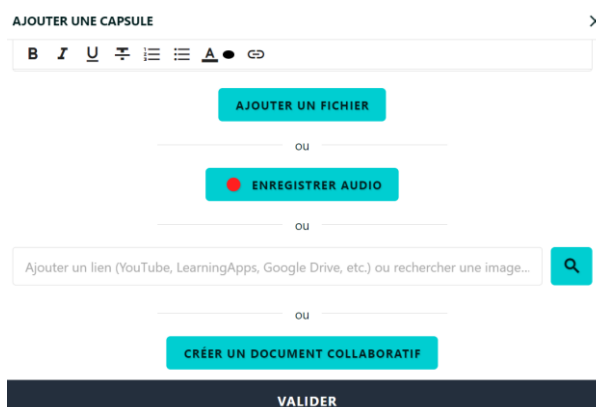 AJOUTER UNE CAPSULE
B I U T A
AJOUTER UN FICHIER
ou
ENREGISTRER AUDIO
ou
Ajouter un lien (YouTube, LearningApps, Google Drive, etc.) ou rechercher une image...
ou
CRÉER UN DOCUMENT COLLABORATIF
VALIDER